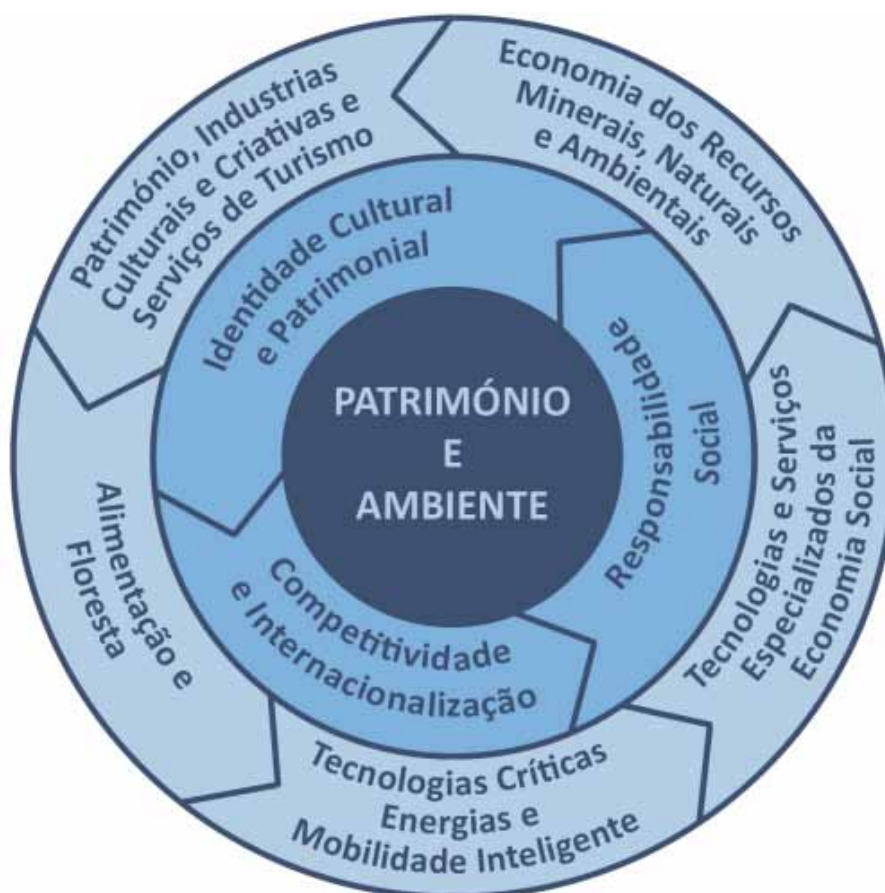 Património, Industrias
Culturais e Criativas e
Serviços de Turismo
Economia dos Recursos
Minerais, Naturais
e Ambientais
Identidade Cultural
e Patrimonial
Responsabilidade
Social
PATRIMÓNIO
E
AMBIENTE
Tecnologias e Serviços
Especializados da
Economia Social
Alimentação e
Floresta
Competitividade
e Internacionalização
Tecnologias Críticas
Energias e
Mobilidade Inteligente